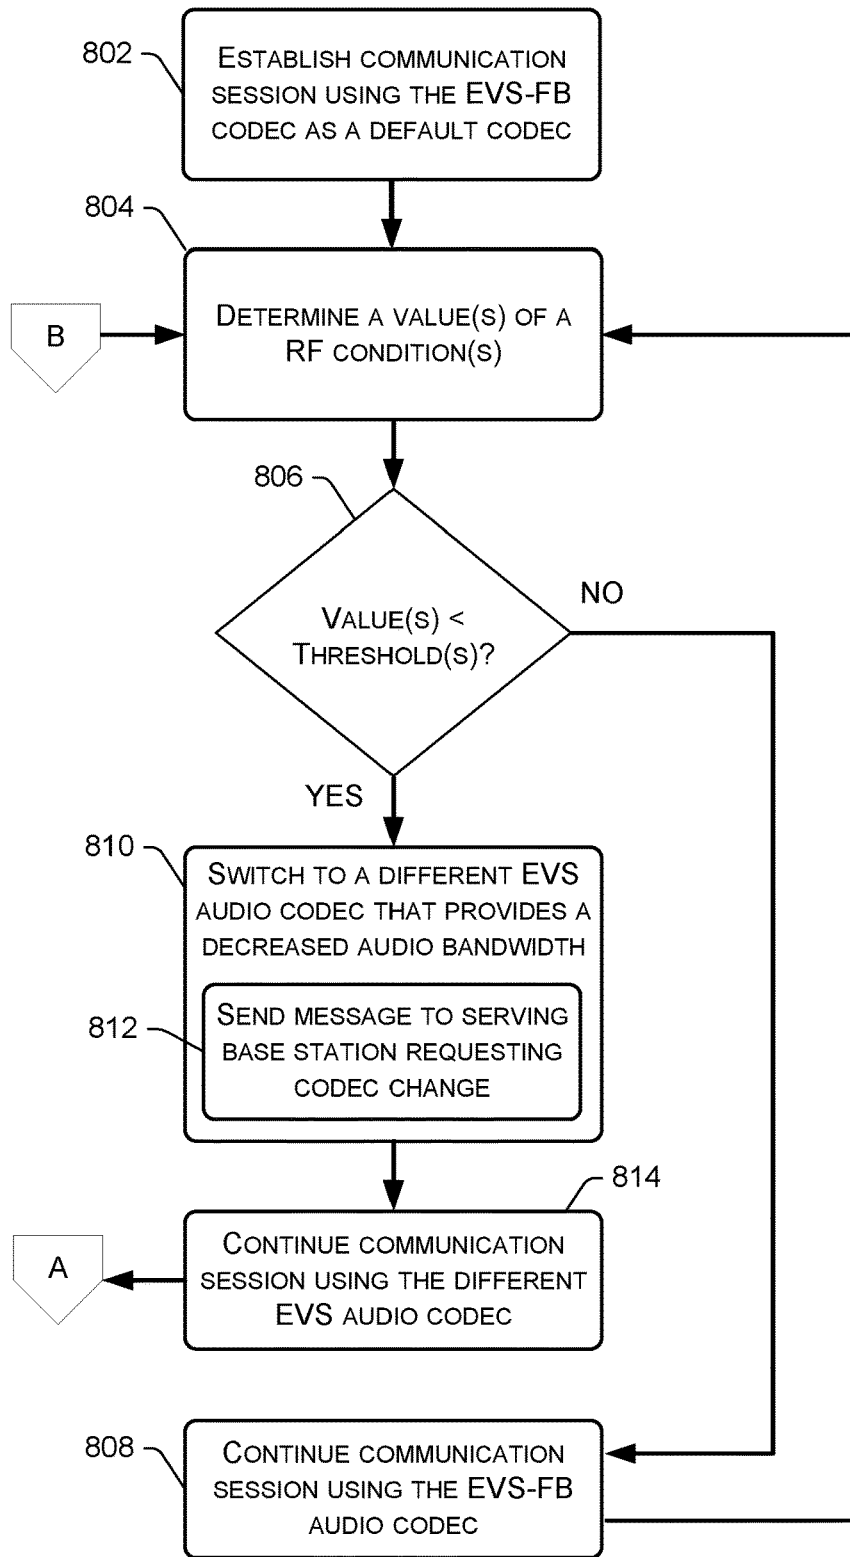 802
ESTABLISH COMMUNICATION
SESSION USING THE EVS-FB
CODEC AS A DEFAULT CODEC
804
B
DETERMINE A VALUE(S) OF A
RF CONDITION(S)
806
VALUE(S) <
THRESHOLD(S)?
NO
YES
810
SWITCH TO A DIFFERENT EVS
AUDIO CODEC THAT PROVIDES A
DECREASED AUDIO BANDWIDTH
812
SEND MESSAGE TO SERVING
BASE STATION REQUESTING
CODEC CHANGE
814
A
CONTINUE COMMUNICATION
SESSION USING THE DIFFERENT
EVS AUDIO CODEC
808
CONTINUE COMMUNICATION
SESSION USING THE EVS-FB
AUDIO CODEC